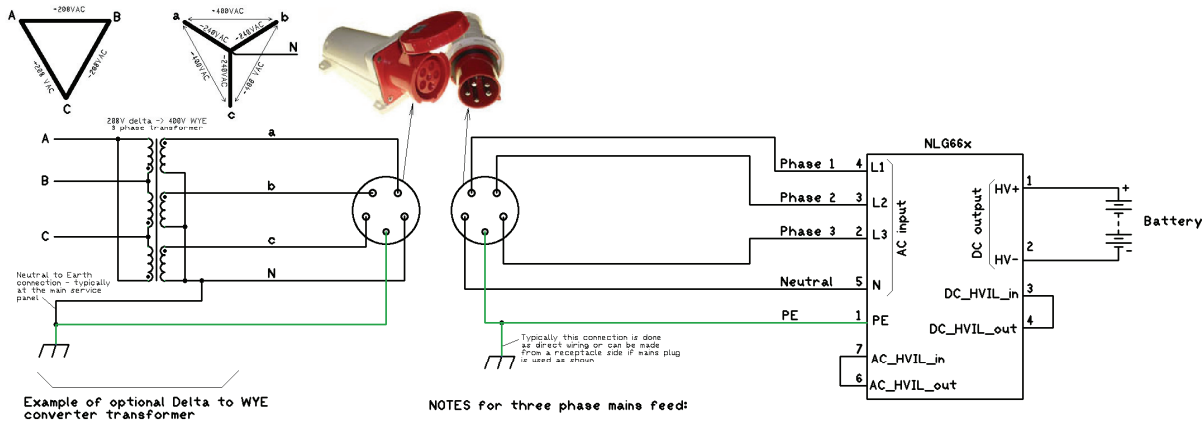 ~208VAC
A
B
~208 VAC
~208VAC
C
~400VAC
a
b
~240VAC
~240VAC
N
~400VAC
~240VAC
~400 VAC
c
208V delta -> 400V WYE
3 phase transformer
A
B
C
a
b
c
N
Neutral to Earth
connection - typically
at the main service
panel
Example of optional Delta to WYE
converter transformer
NLG66x
Phase 1
4
L1
Phase 2
3
L2
Phase 3
2
L3
Neutral
5
N
PE
1
PE
AC input
DC output
HV+
1
HV-
2
+
-
Battery
DC_HVIL_in
3
DC_HVIL_out
4
7
AC_HVIL_in
6
AC_HVIL_out
Typically this connection is done
as direct wiring or can be made
from a receptacle side if mains plug
is used as shown
NOTES for three phase mains feed: